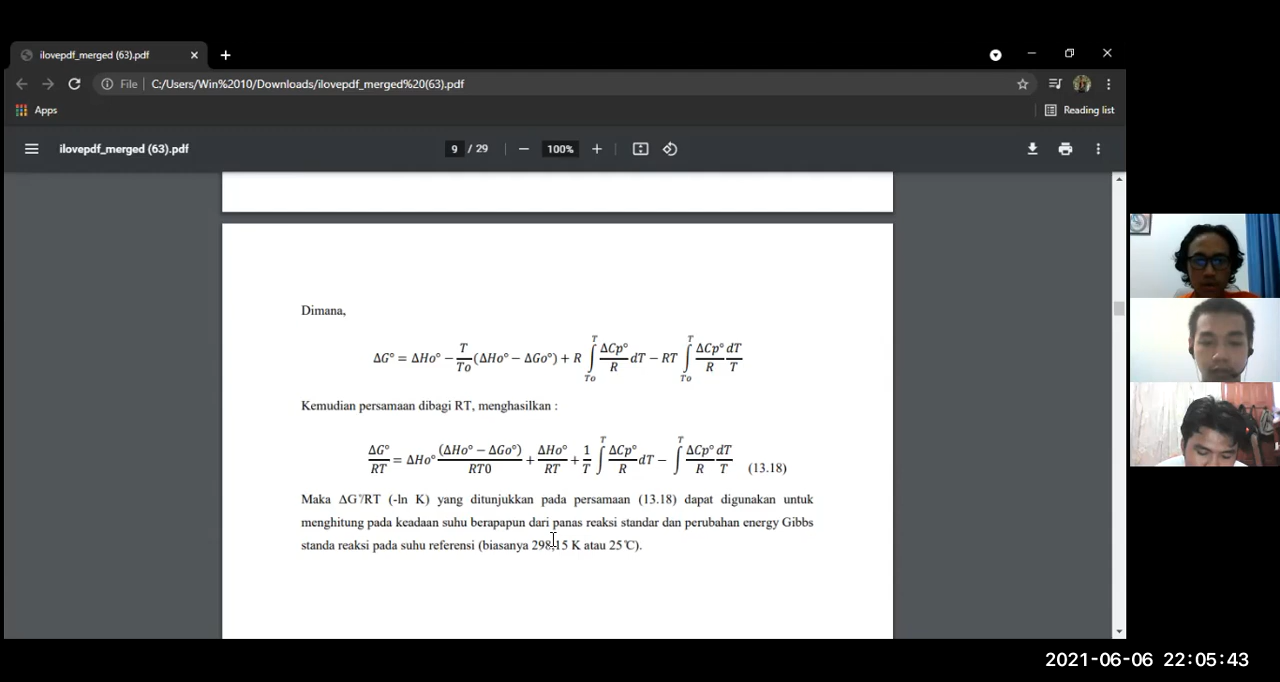 ilovepdf_merged (63).pdf
File C:/Users/Win%2010/Downloads/ilovepdf_merged%20(63).pdf
Apps
Reading list
ilovepdf_merged (63).pdf 9 / 29 100%
Dimana,
ΔG° = ΔHo° − T/To (ΔHo° − ΔGo°) + R ∫_To^T ΔCp°/R dT − RT ∫_To^T ΔCp°/R dT/T
Kemudian persamaan dibagi RT, menghasilkan :
ΔG°/RT = ΔHo° (ΔHo° − ΔGo°)/RT0 + ΔHo°/RT + 1/T ∫^T ΔCp°/R dT − ∫^T ΔCp°/R dT/T (13.18)
Maka ΔG°/RT (-ln K) yang ditunjukkan pada persamaan (13.18) dapat digunakan untuk
menghitung pada keadaan suhu berapapun dari panas reaksi standar dan perubahan energy Gibbs
standa reaksi pada suhu referensi (biasanya 298,15 K atau 25℃).
2021-06-06 22:05:43